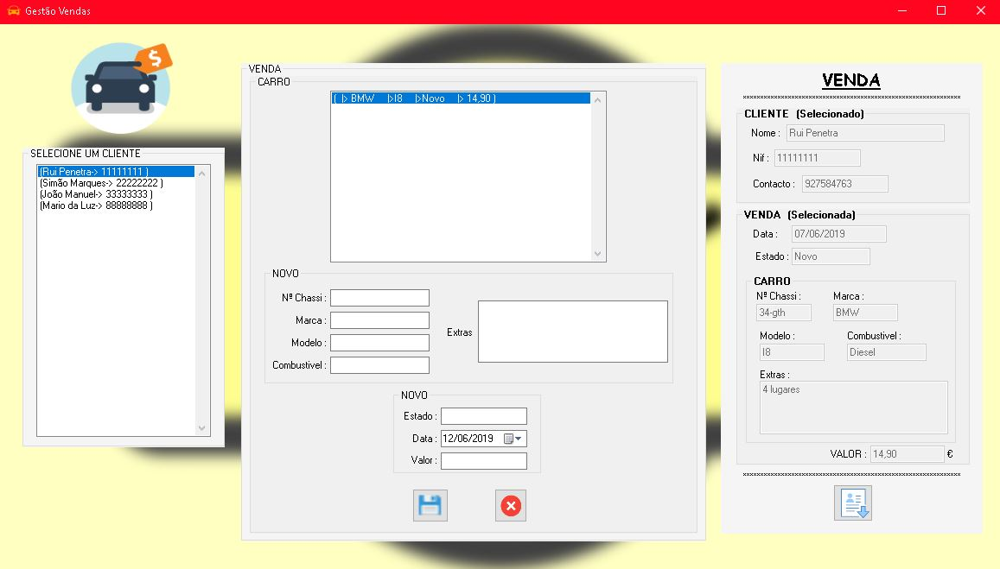 Gestão Vendas
$
SELECIONE UM CLIENTE
(Rui Penetra-> 11111111 )
(Simão Marques-> 22222222 )
(João Manuel-> 33333333 )
(Mario da Luz-> 88888888 )
VENDA
CARRO
( |> BMW |>I8 |>Novo |> 14,90 )
NOVO
Nº Chassi :
Marca :
Modelo :
Combustivel :
Extras
NOVO
Estado :
Data : 12/06/2019
Valor :
VENDA
CLIENTE (Selecionado)
Nome : Rui Penetra
Nif : 11111111
Contacto : 927584763
VENDA (Selecionada)
Data : 07/06/2019
Estado : Novo
CARRO
Nº Chassi : Marca :
34-gth BMW
Modelo : Combustivel :
I8 Diesel
Extras :
4 lugares
VALOR : 14,90 €